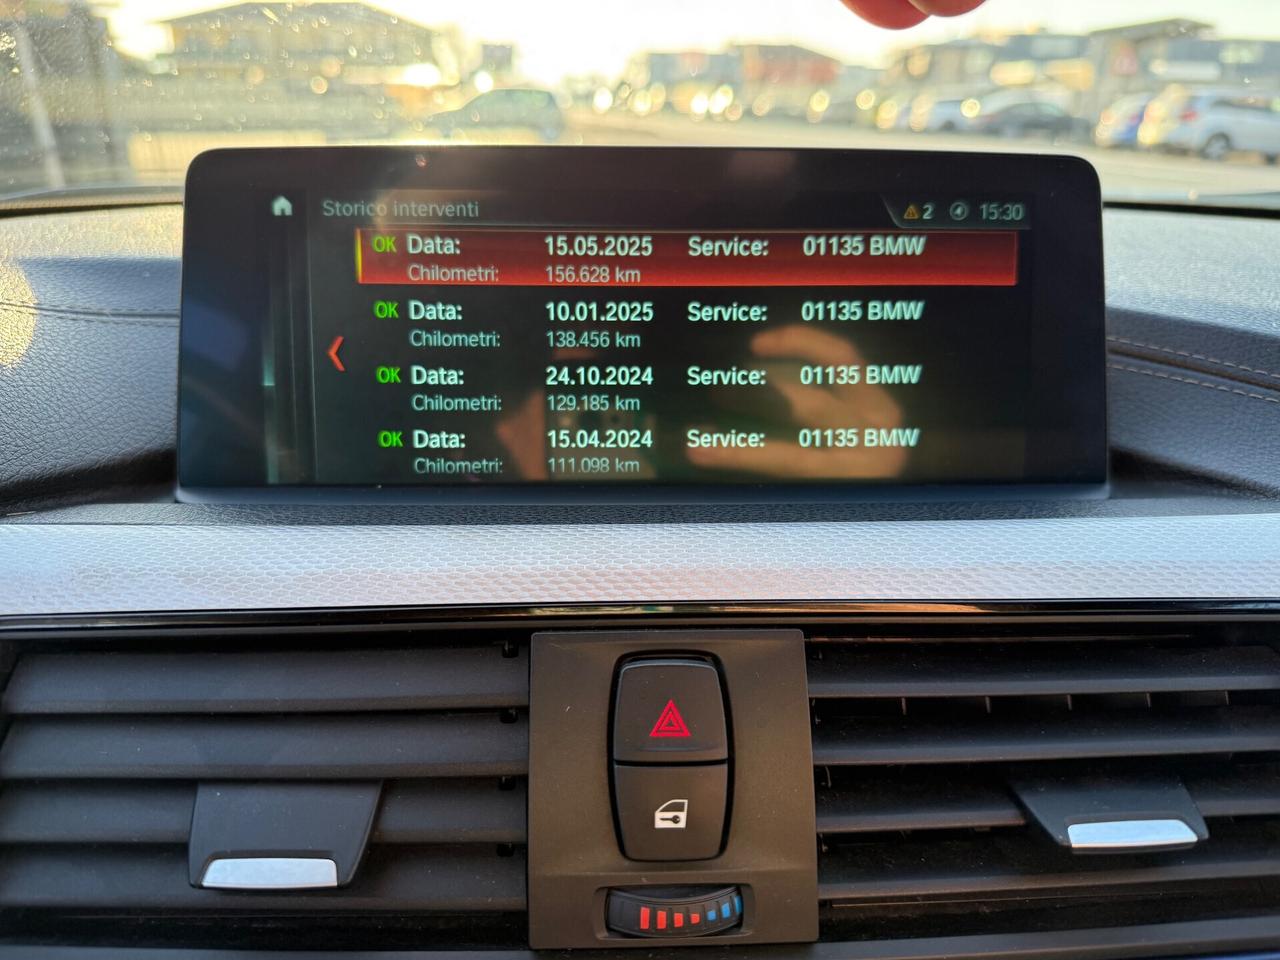 Storico interventi 2 15:30
OK Data: 15.05.2025 Service: 01135 BMW
Chilometri: 156.628 km
OK Data: 10.01.2025 Service: 01135 BMW
Chilometri: 138.456 km
OK Data: 24.10.2024 Service: 01135 BMW
Chilometri: 129.185 km
OK Data: 15.04.2024 Service: 01135 BMW
Chilometri: 111.098 km